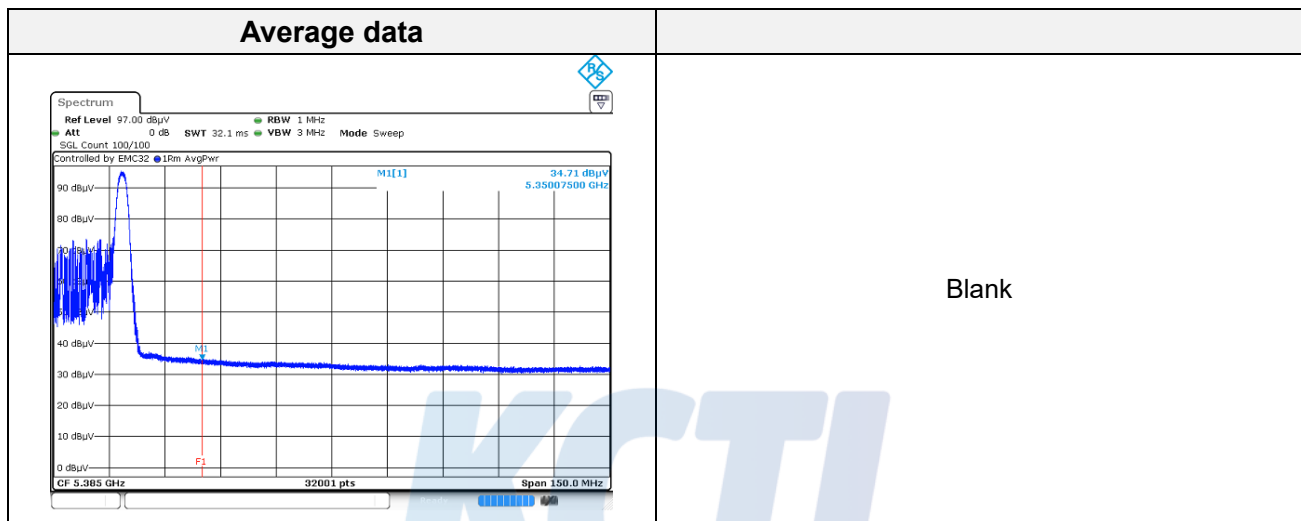 Average data
R&S
Spectrum
Ref Level 97.00 dBµV RBW 1 MHz
Att 0 dB SWT 32.1 ms VBW 3 MHz Mode Sweep
SGL Count 100/100
Controlled by EMC32 1Rm AvgPwr
M1[1] 34.71 dBµV
5.35007500 GHz
90 dBµV
80 dBµV
40 dBµV
M1
30 dBµV
20 dBµV
10 dBµV
0 dBµV
F1
CF 5.385 GHz 32001 pts Span 150.0 MHz
Blank
KCTL